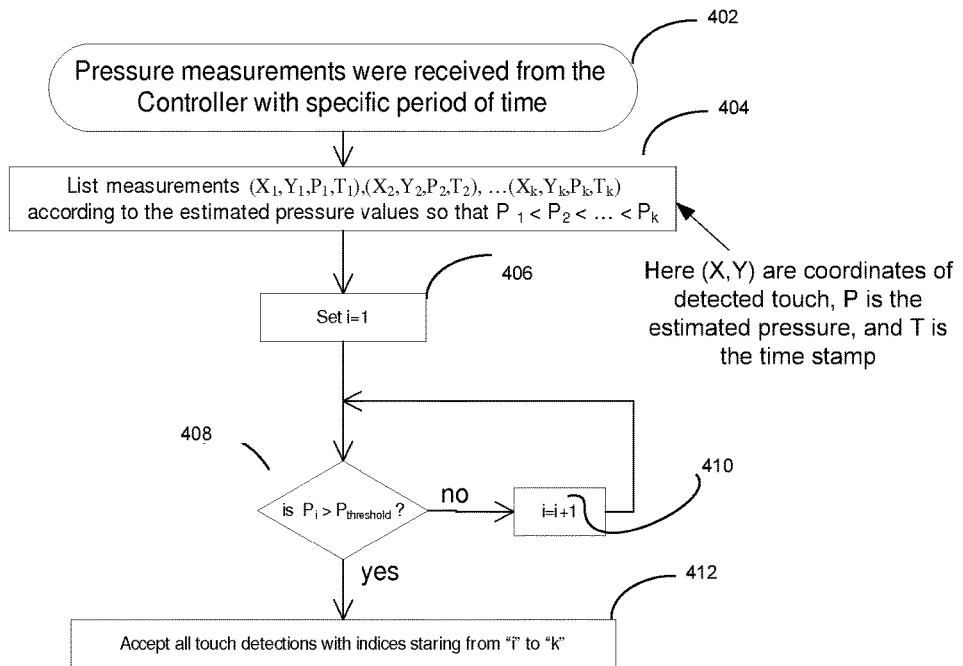 402
Pressure measurements were received from the
Controller with specific period of time
404
List measurements (X1,Y1,P1,T1),(X2,Y2,P2,T2), ...(Xk,Yk,Pk,Tk)
according to the estimated pressure values so that P 1 < P2 < ... < Pk
406
Set i=1
Here (X,Y) are coordinates of
detected touch, P is the
estimated pressure, and T is
the time stamp
408
is Pi > Pthreshold ?
no
410
i=i+1
yes
412
Accept all touch detections with indices staring from “i” to “k”